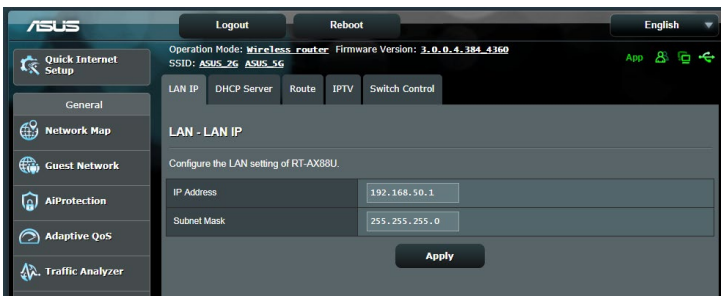 ASUS
Logout
Reboot
English
Quick Internet
Setup
Operation Mode: Wireless router Firmware Version: 3.0.0.4.384_4360
SSID: ASUS_2G ASUS_5G
App
General
LAN IP
DHCP Server
Route
IPTV
Switch Control
Network Map
Guest Network
AiProtection
Adaptive QoS
Traffic Analyzer
LAN - LAN IP
Configure the LAN setting of RT-AX88U.
IP Address 192.168.50.1
Subnet Mask 255.255.255.0
Apply